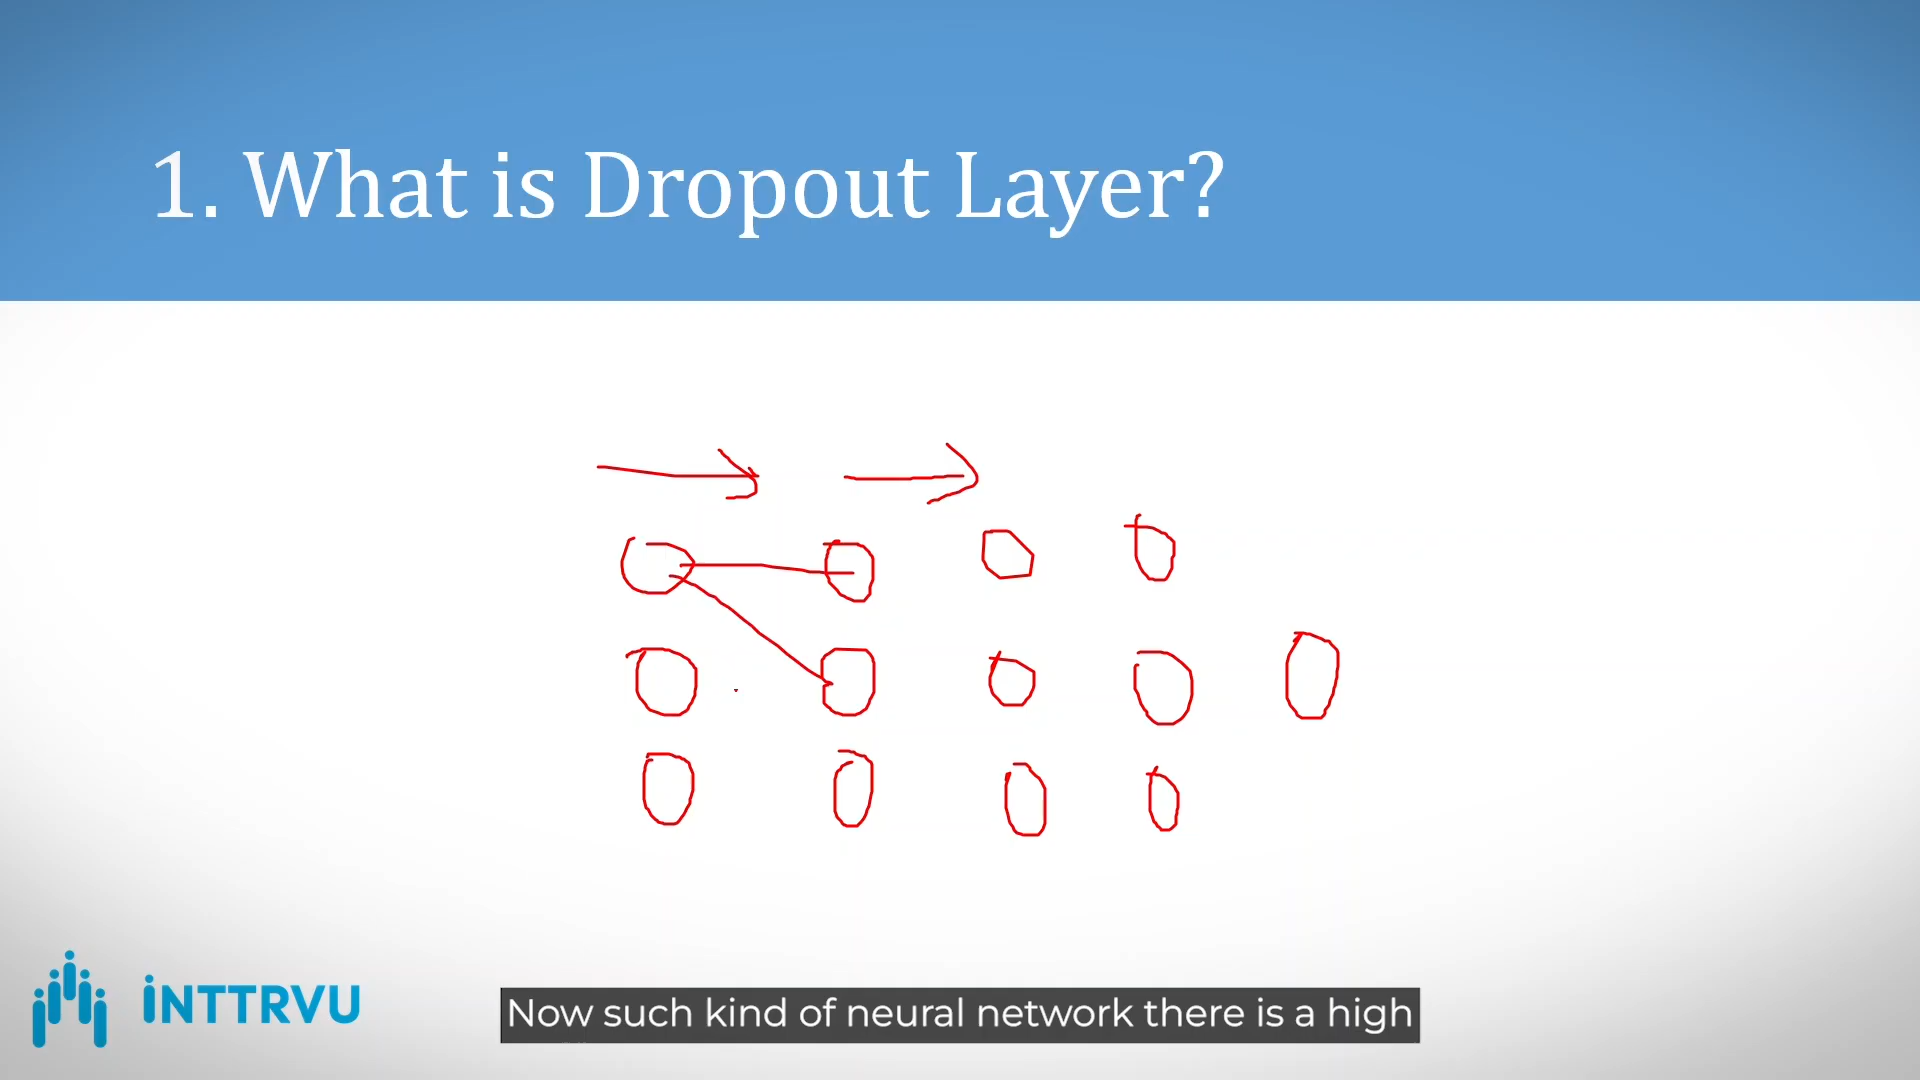 1. What is Dropout Layer?
iNTTRVU
Now such kind of neural network there is a high